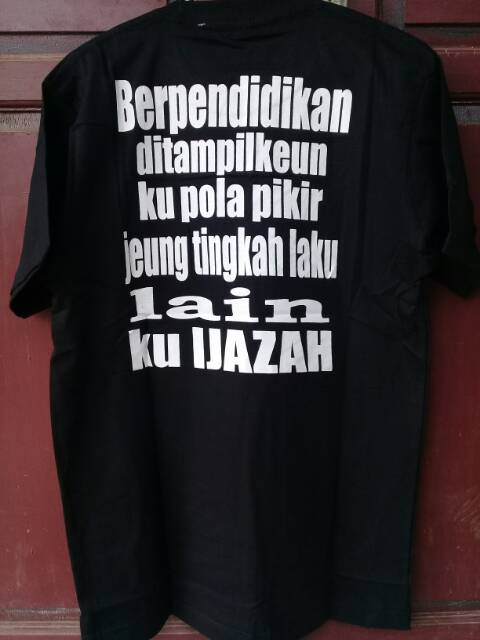 Berpendidikan
ditampilkeun
ku pola pikir
jeung tingkah laku
lain
ku IJAZAH